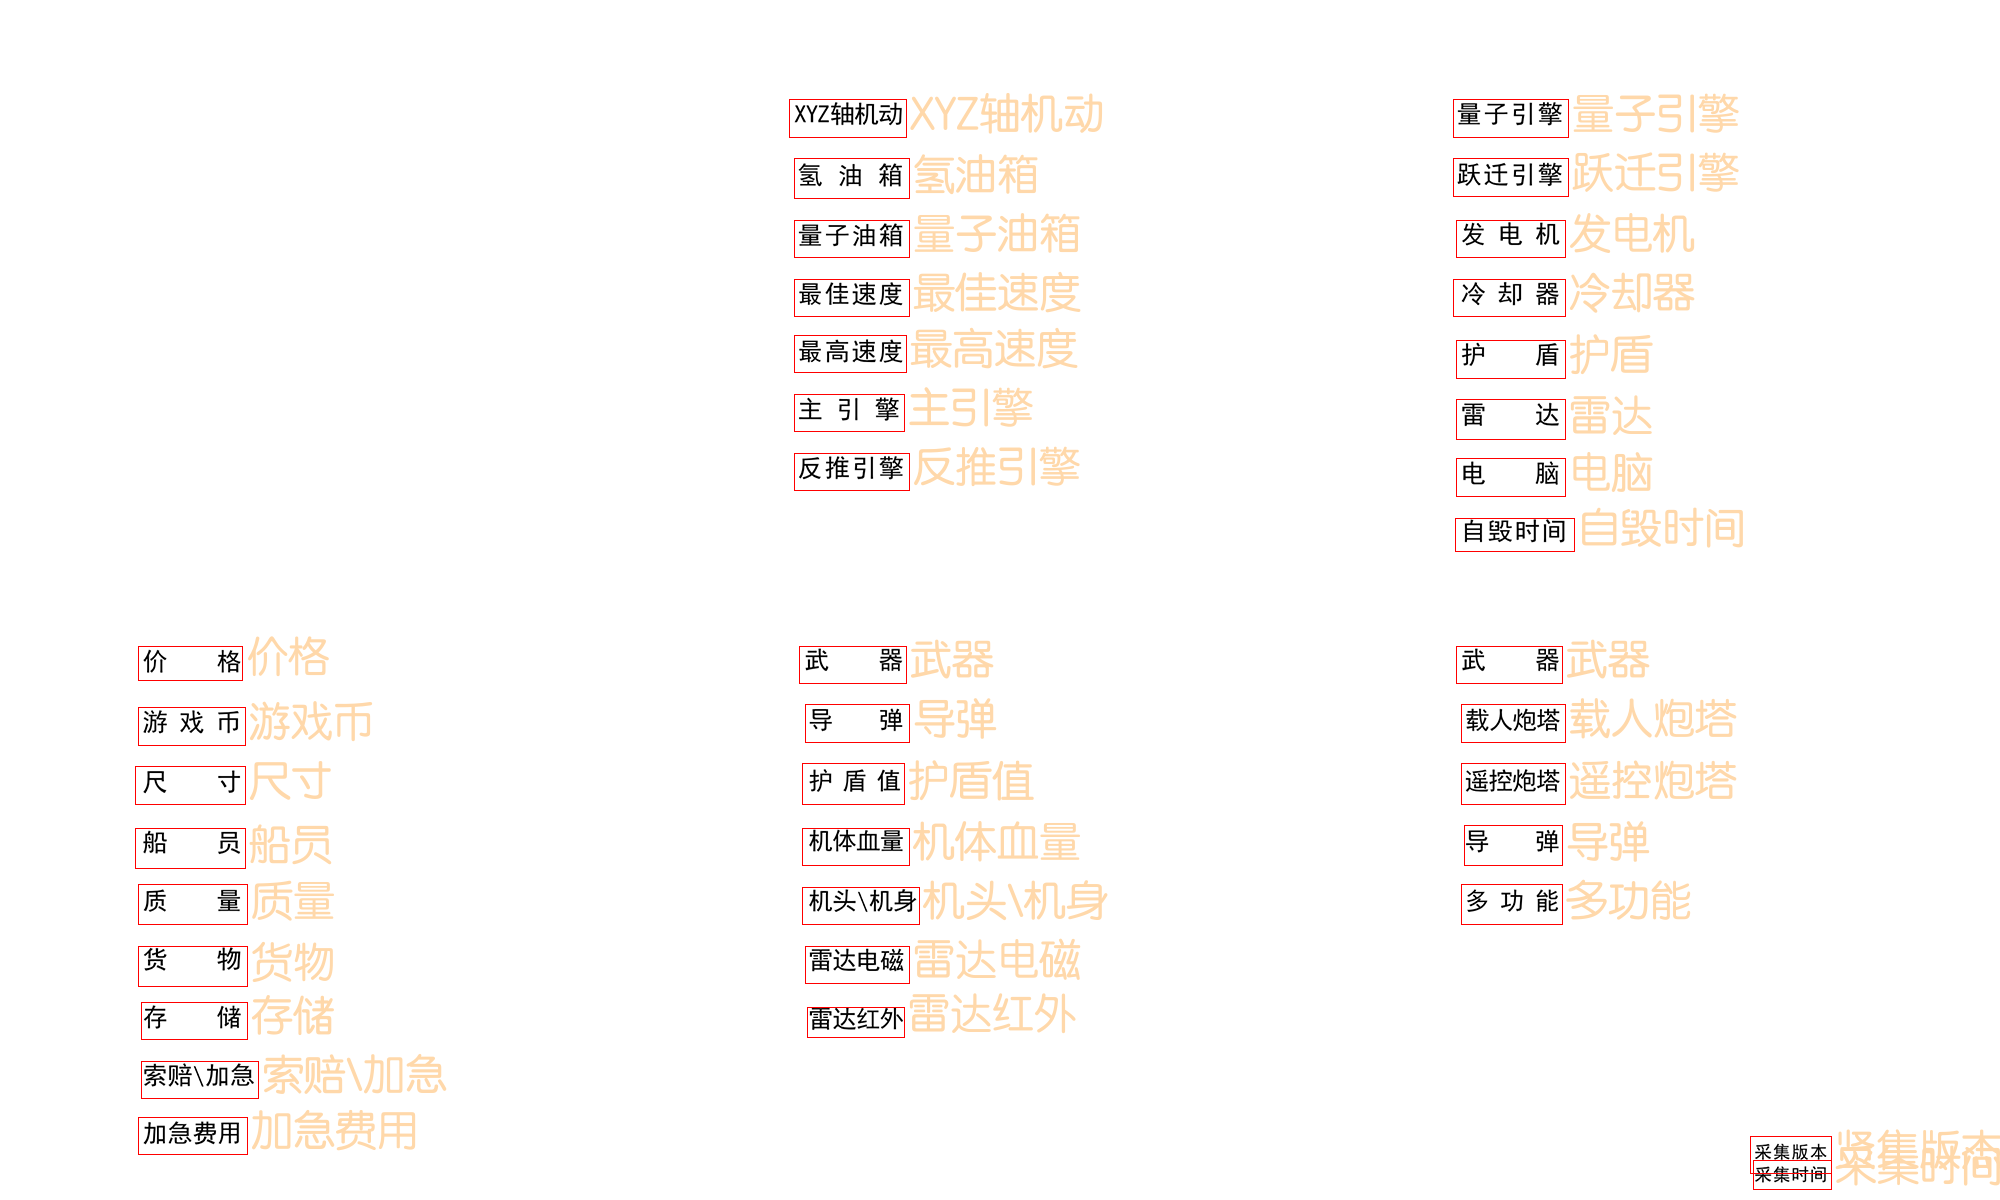 XYZ轴机动 XYZ轴机动
氢油箱 氢油箱
量子油箱 量子油箱
最佳速度 最佳速度
最高速度 最高速度
主引擎 主引擎
反推引擎 反推引擎
量子引擎 量子引擎
跃迁引擎 跃迁引擎
发电机 发电机
冷却器 冷却器
护盾 护盾
雷达 雷达
电脑 电脑
自毁时间 自毁时间
价格 价格
游戏币 游戏币
尺寸 尺寸
船员 船员
质量 质量
货物 货物
存储 存储
索赔\加急 索赔\加急
加急费用 加急费用
武器 武器
导弹 导弹
护盾值 护盾值
机体血量 机体血量
机头\机身 机头\机身
雷达电磁 雷达电磁
雷达红外 雷达红外
武器 武器
载人炮塔 载人炮塔
遥控炮塔 遥控炮塔
导弹 导弹
多功能 多功能
采集版本 集版本
采集时间 采集时间